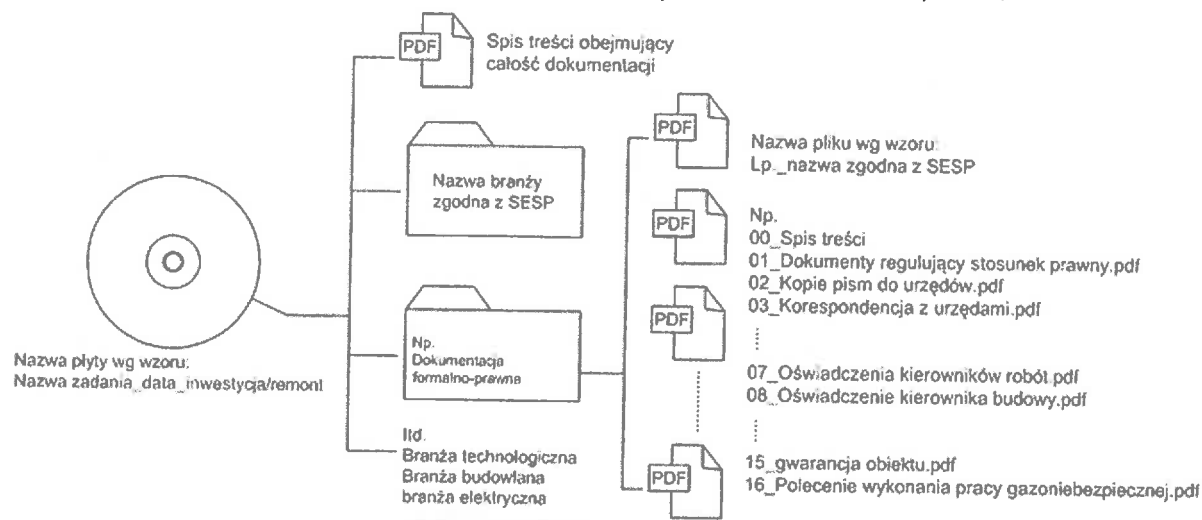 PDF
Spis treści obejmujący
całość dokumentacji
Nazwa branży
zgodna z SESP
Nazwa płyty wg wzoru:
Nazwa zadania_data_inwestycja/remont
Np.
Dokumentacja
formalno-prawna
Itd.
Branża technologiczna
Branża budowlana
branża elektryczna
PDF
Nazwa pliku wg wzoru:
Lp._nazwa zgodna z SESP
PDF
Np.
00_Spis treści
01_Dokumenty regulujący stosunek prawny.pdf
02_Kopie pism do urzędów.pdf
03_Korespondencja z urzędami.pdf
PDF
07_Oświadczenia kierowników robót.pdf
08_Oświadczenie kierownika budowy.pdf
PDF
15_gwarancja obiektu.pdf
16_Polecenie wykonania pracy gazoniebezpiecznej.pdf